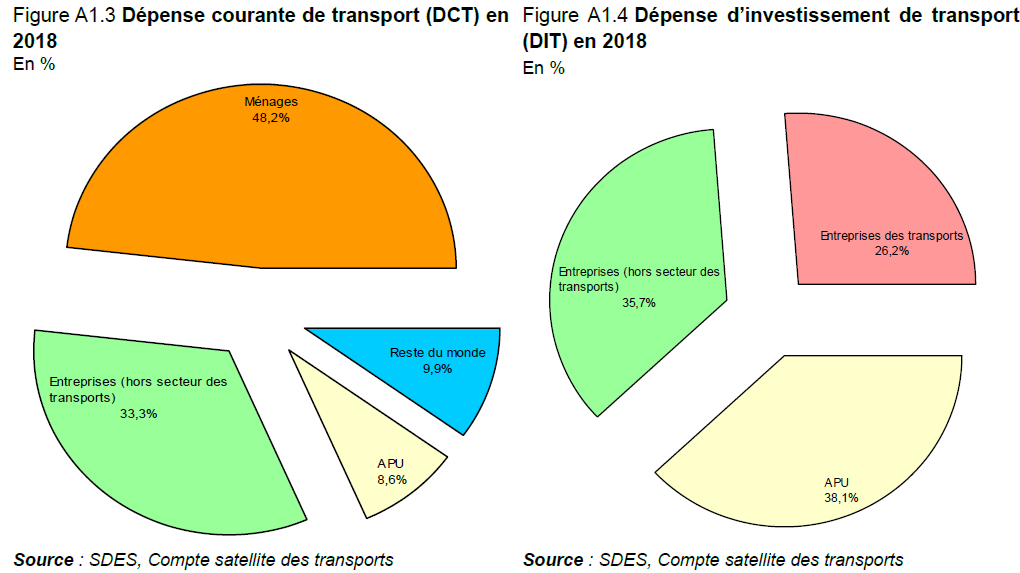 Figure A1.3 Dépense courante de transport (DCT) en
2018
En %
Ménages
48,2%
Reste du monde
9,9%
Entreprises (hors secteur des
transports)
33,3%
APU
8,6%
Source : SDES, Compte satellite des transports
Figure A1.4 Dépense d’investissement de transport
(DIT) en 2018
En %
Entreprises des transports
26,2%
Entreprises (hors secteur des
transports)
35,7%
APU
38,1%
Source : SDES, Compte satellite des transports